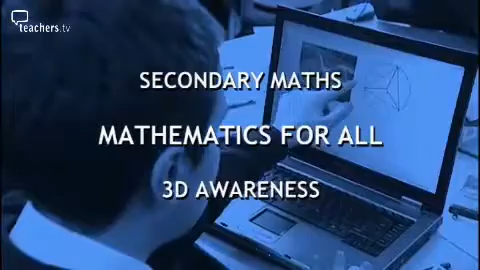 teachers.tv
SECONDARY MATHS
MATHEMATICS FOR ALL
3D AWARENESS